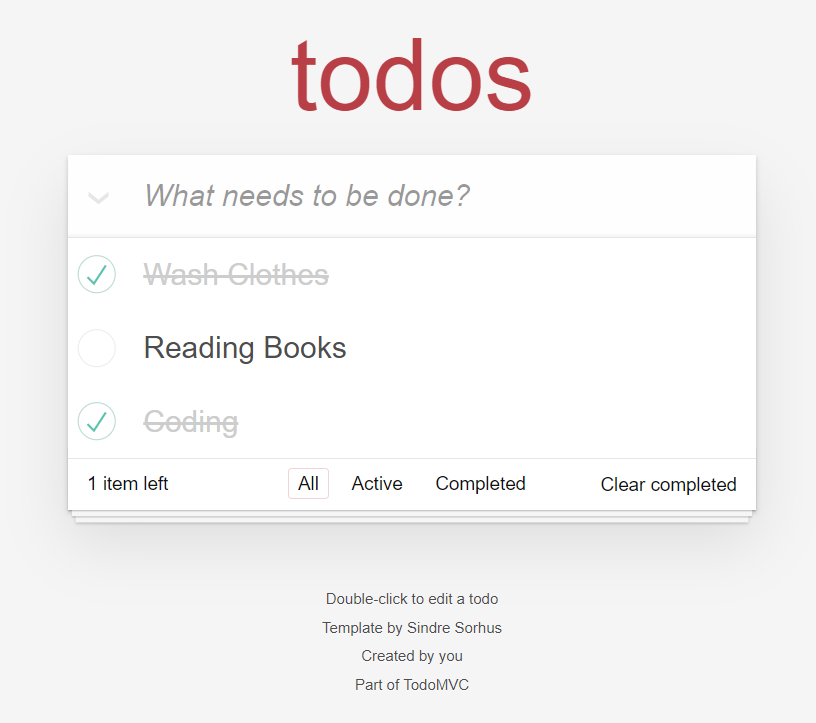 todos
What needs to be done?
Wash Clothes
Reading Books
Coding
1 item left All Active Completed Clear completed
Double-click to edit a todo
Template by Sindre Sorhus
Created by you
Part of TodoMVC